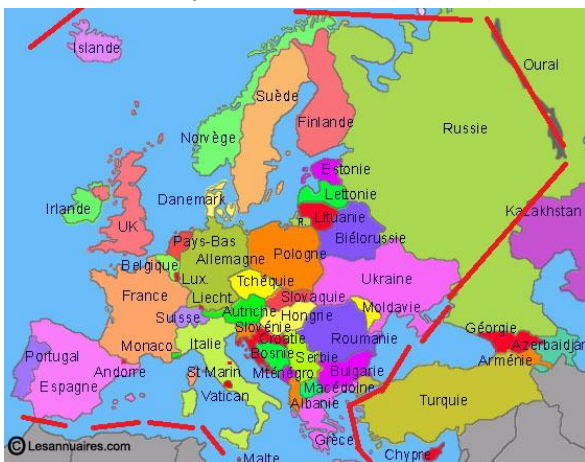 Islande
Oural
Suède
Finlande
Norvège
Russie
Estonie
Lettonie
Danemark
Lituanie
R.
Irlande
UK
Kazakhstan
Biélorussie
Pays-Bas
Allemagne
Pologne
Belgique
Lux.
Tchéquie
Ukraine
France
Liecht.
Slovaquie
Moldavie
Autriche
Suisse
Hongrie
Slovénie
Roumanie
Géorgie
Croatie
Azerbaidjan
Monaco
Italie
Bosnie
Serbie
Arménie
Portugal
Andorre
St-Marin
Mténégro
Bulgarie
Espagne
Vatican
Macédoine
Albanie
Turquie
Grèce
Chypre
Malte
© Lesannuaires.com